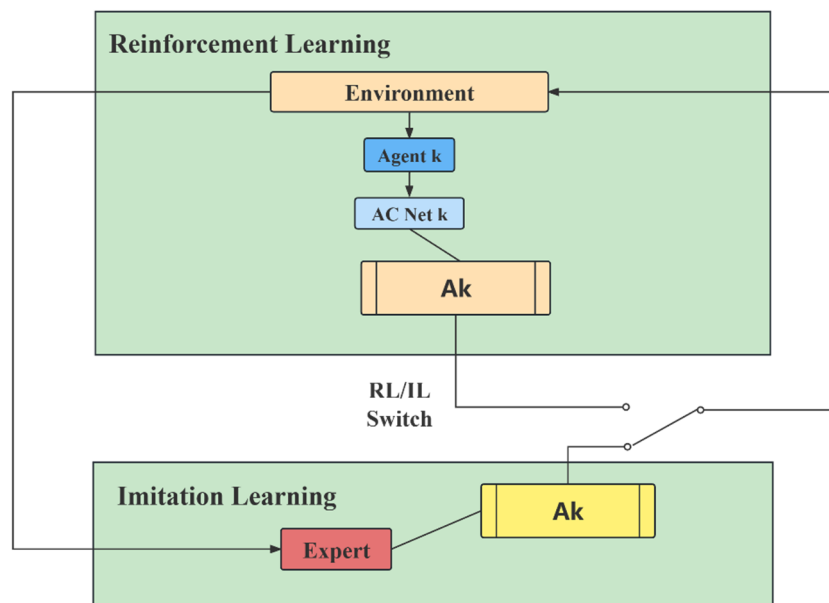 Reinforcement Learning
Environment
Agent k
AC Net k
Ak
RL/IL
Switch
Imitation Learning
Ak
Expert